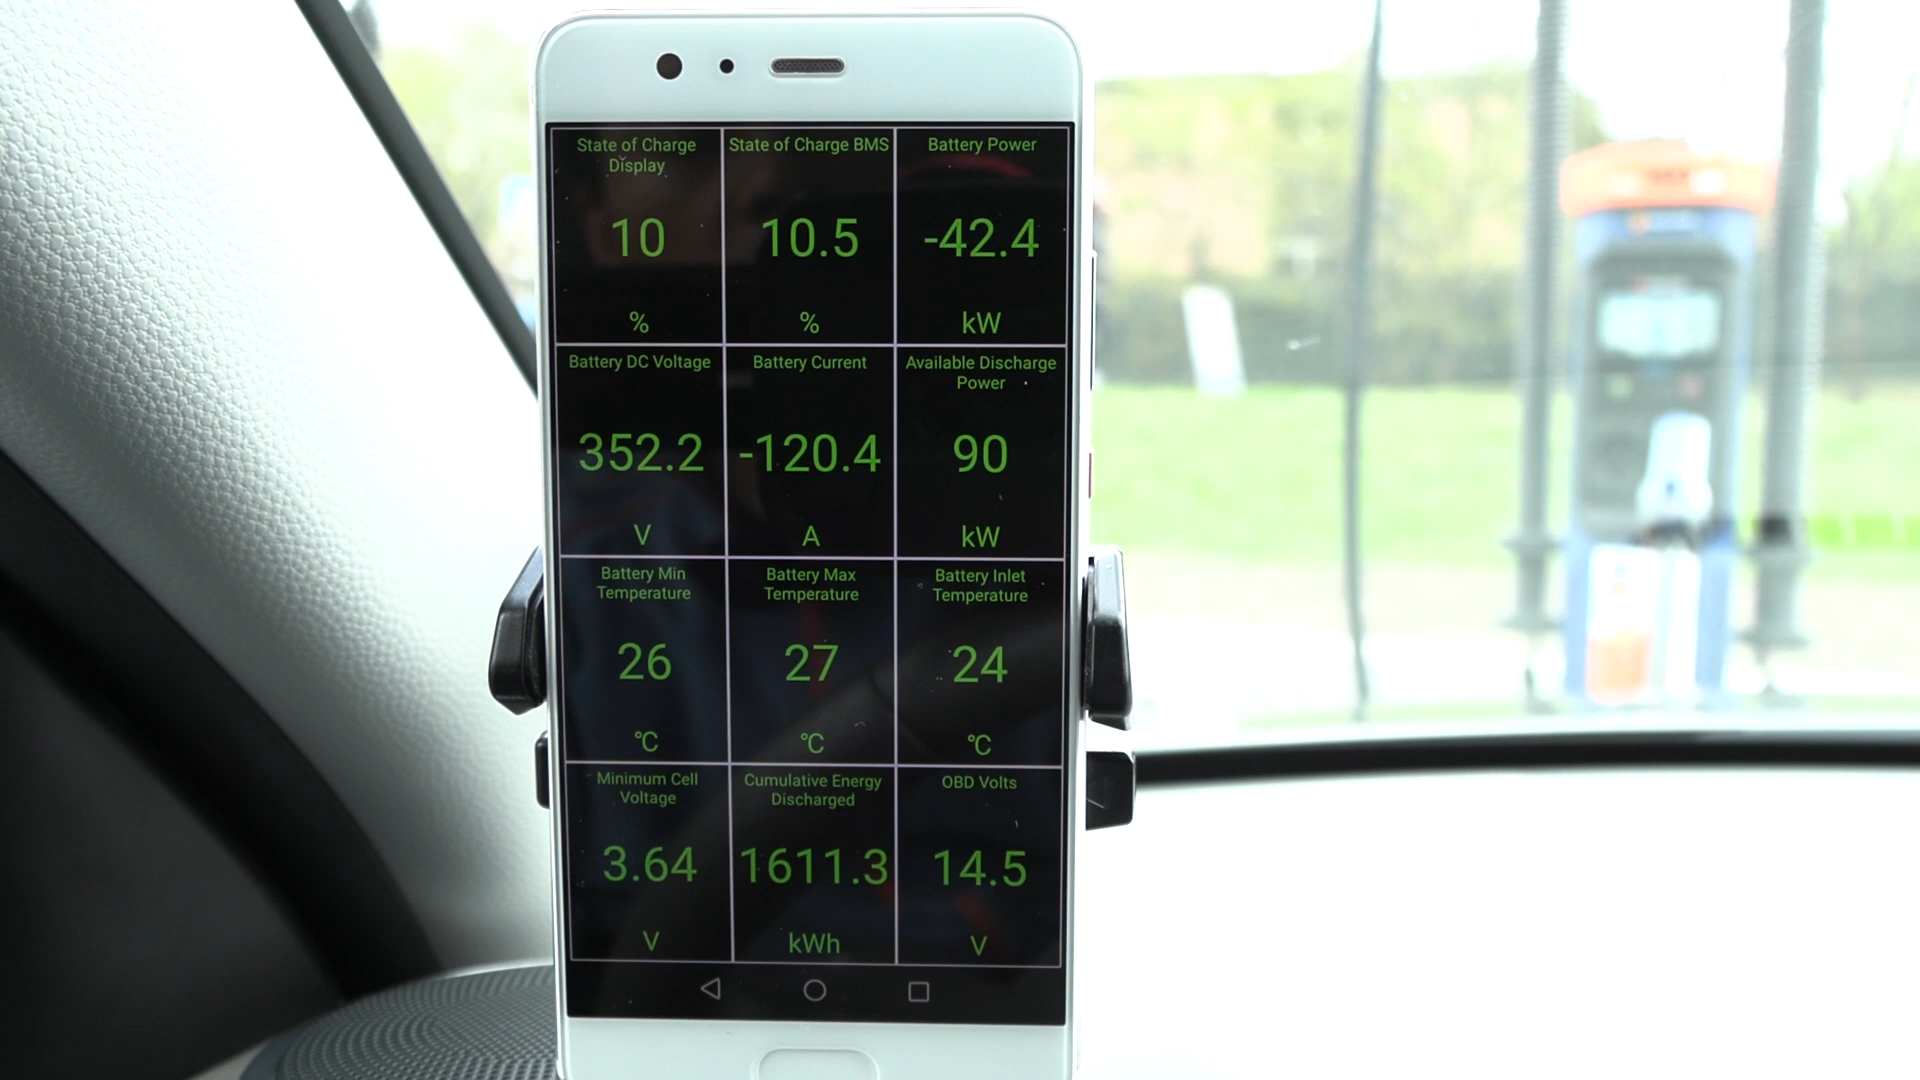 State of Charge
Display
10
%
State of Charge BMS
10.5
%
Battery Power
-42.4
kW
Battery DC Voltage
352.2
V
Battery Current
-120.4
A
Available Discharge
Power
90
kW
Battery Min
Temperature
26
℃
Battery Max
Temperature
27
℃
Battery Inlet
Temperature
24
℃
Minimum Cell
Voltage
3.64
V
Cumulative Energy
Discharged
1611.3
kWh
OBD Volts
14.5
V